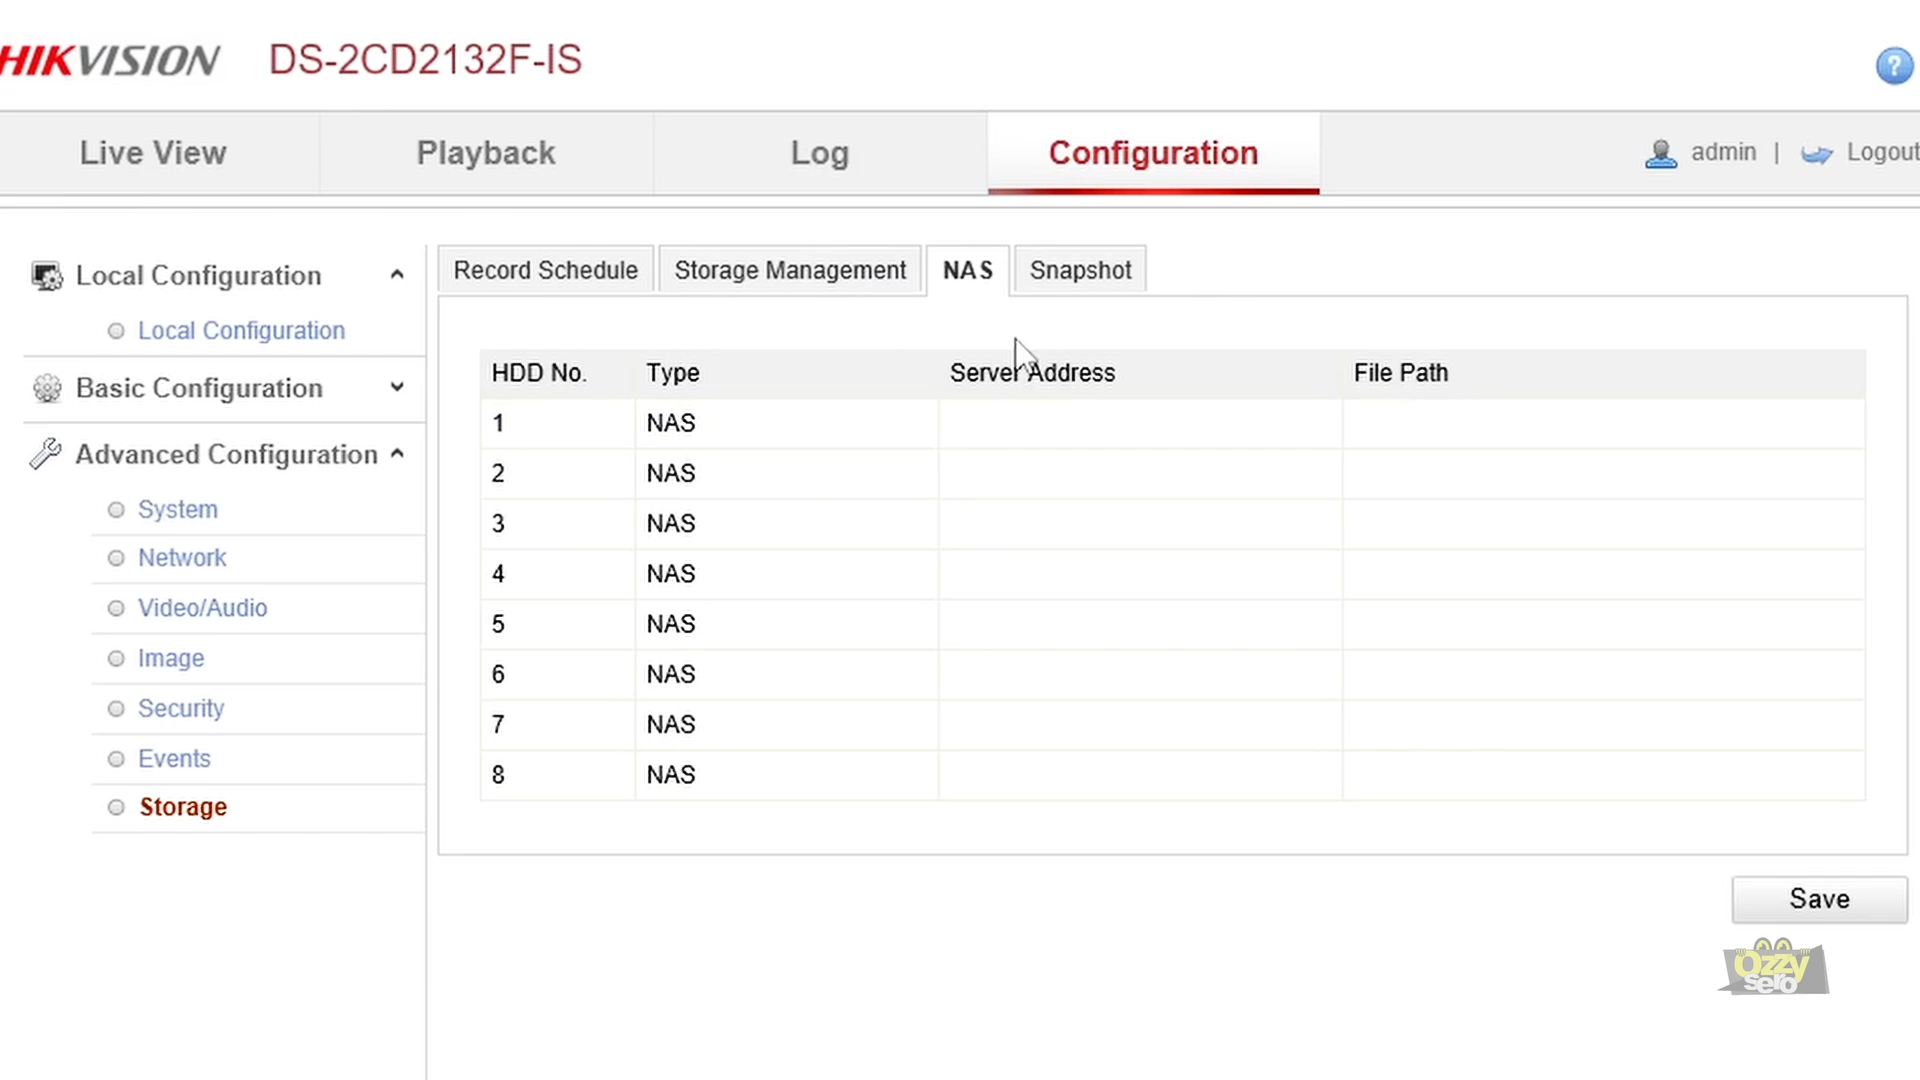 HIKVISION DS-2CD2132F-IS
?
Live View Playback Log Configuration admin | Logout
Local Configuration
Local Configuration
Basic Configuration
Advanced Configuration
System
Network
Video/Audio
Image
Security
Events
Storage
Record Schedule Storage Management NAS Snapshot
HDD No. Type Server Address File Path
1 NAS
2 NAS
3 NAS
4 NAS
5 NAS
6 NAS
7 NAS
8 NAS
Save
Ozzy
sero